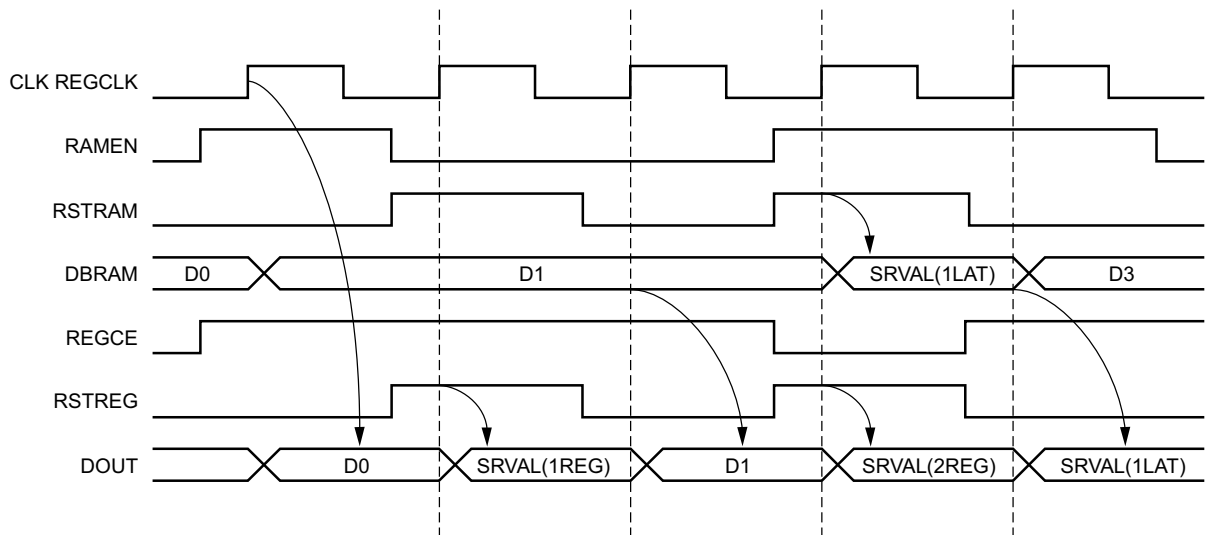 CLK REGCLK
RAMEN
RSTRAM
DBRAM D0 D1 SRVAL(1LAT) D3
REGCE
RSTREG
DOUT D0 SRVAL(1REG) D1 SRVAL(2REG) SRVAL(1LAT)